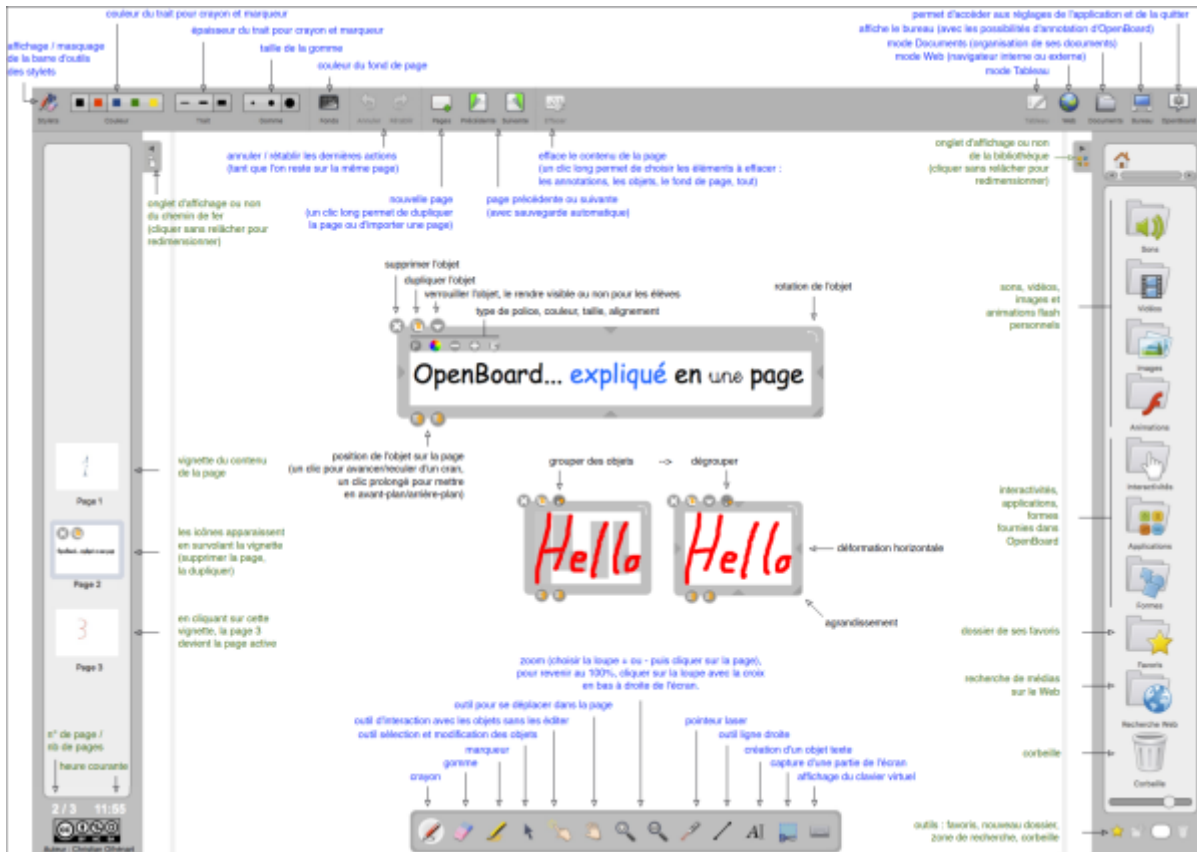 couleur du trait pour crayon et marqueur
épaisseur du trait pour crayon et marqueur
affichage / masquage
de la barre d'outils
des stylets
taille de la gomme
couleur du fond de page
permet d'accéder aux réglages de l'application et de la quitter
affiche le bureau (avec les possibilités d'annotation d'OpenBoard)
mode Documents (organisation de ses documents)
mode Web (navigateur interne ou externe)
mode Tableau
Stylets
Couleur
Trait
Gomme
Fonds
Annuler
Rétablir
Pages
Précédente
Suivante
Effacer
Tableau
Web
Documents
Bureau
OpenBoard
annuler / rétablir les dernières actions
(tant que l'on reste sur la même page)
efface le contenu de la page
(un clic long permet de choisir les éléments à effacer :
les annotations, les objets, le fond de page, tout)
onglet d'affichage ou non
de la bibliothèque
(cliquer sans relâcher pour
redimensionner)
onglet d'affichage ou non
du chemin de fer
(cliquer sans relâcher pour
redimensionner)
nouvelle page
(un clic long permet de dupliquer
la page ou d'importer une page)
page précédente ou suivante
(avec sauvegarde automatique)
supprimer l'objet
dupliquer l'objet
verrouiller l'objet, le rendre visible ou non pour les élèves
type de police, couleur, taille, alignement
rotation de l'objet
OpenBoard... expliqué en une page
position de l'objet sur la page
(un clic pour avancer/reculer d'un cran,
un clic prolongé pour mettre
en avant-plan/arrière-plan)
grouper des objets -> dégrouper
Hello
Hello
déformation horizontale
agrandissement
1
Page 1
vignette du contenu
de la page
Page 2
les icônes apparaissent
en survolant la vignette
(supprimer la page,
la dupliquer)
3
Page 3
en cliquant sur cette
vignette, la page 3
devient la page active
n° de page /
nb de pages
heure courante
2 / 3 11:55
Auteur : Christian Oihénart
sons, vidéos,
images et
animations flash
personnels
interactivités,
applications,
formes
fournies dans
OpenBoard
dossier de ses favoris
recherche de médias
sur le Web
corbeille
outils : favoris, nouveau dossier,
zone de recherche, corbeille
Sons
Vidéos
Images
Animations
Interactivités
Applications
Formes
Favoris
Recherche Web
Corbeille
zoom (choisir la loupe + ou - puis cliquer sur la page),
pour revenir au 100%, cliquer sur la loupe avec la croix
en bas à droite de l'écran.
outil pour se déplacer dans la page
outil d'interaction avec les objets sans les éditer
outil sélection et modification des objets
marqueur
gomme
crayon
pointeur laser
outil ligne droite
création d'un objet texte
capture d'une partie de l'écran
affichage du clavier virtuel